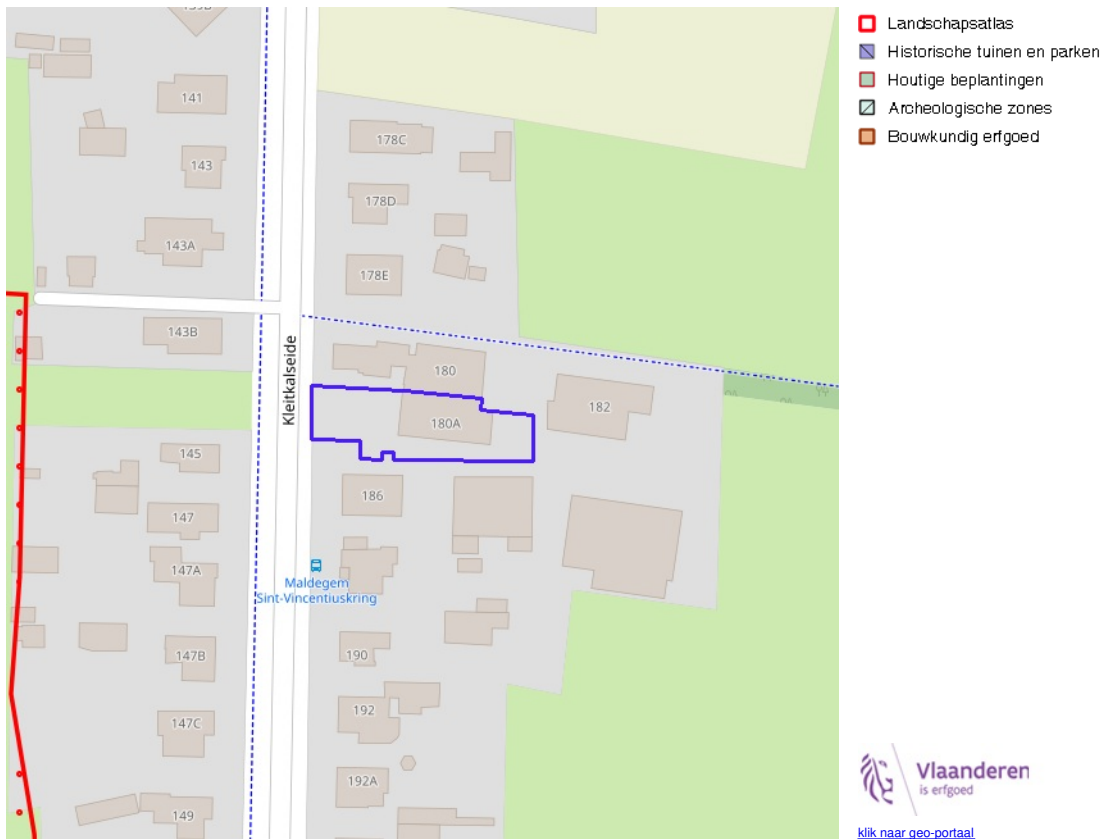 139B
141
143
143A
143B
145
147
147A
147B
147C
149
Kleitkalseide
178C
178D
178E
180
180A
182
186
Maldegem
Sint-Vincentiuskring
190
192
192A
Landschapsatlas
Historische tuinen en parken
Houtige beplantingen
Archeologische zones
Bouwkundig erfgoed
Vlaanderen
is erfgoed
klik naar geo-portaal